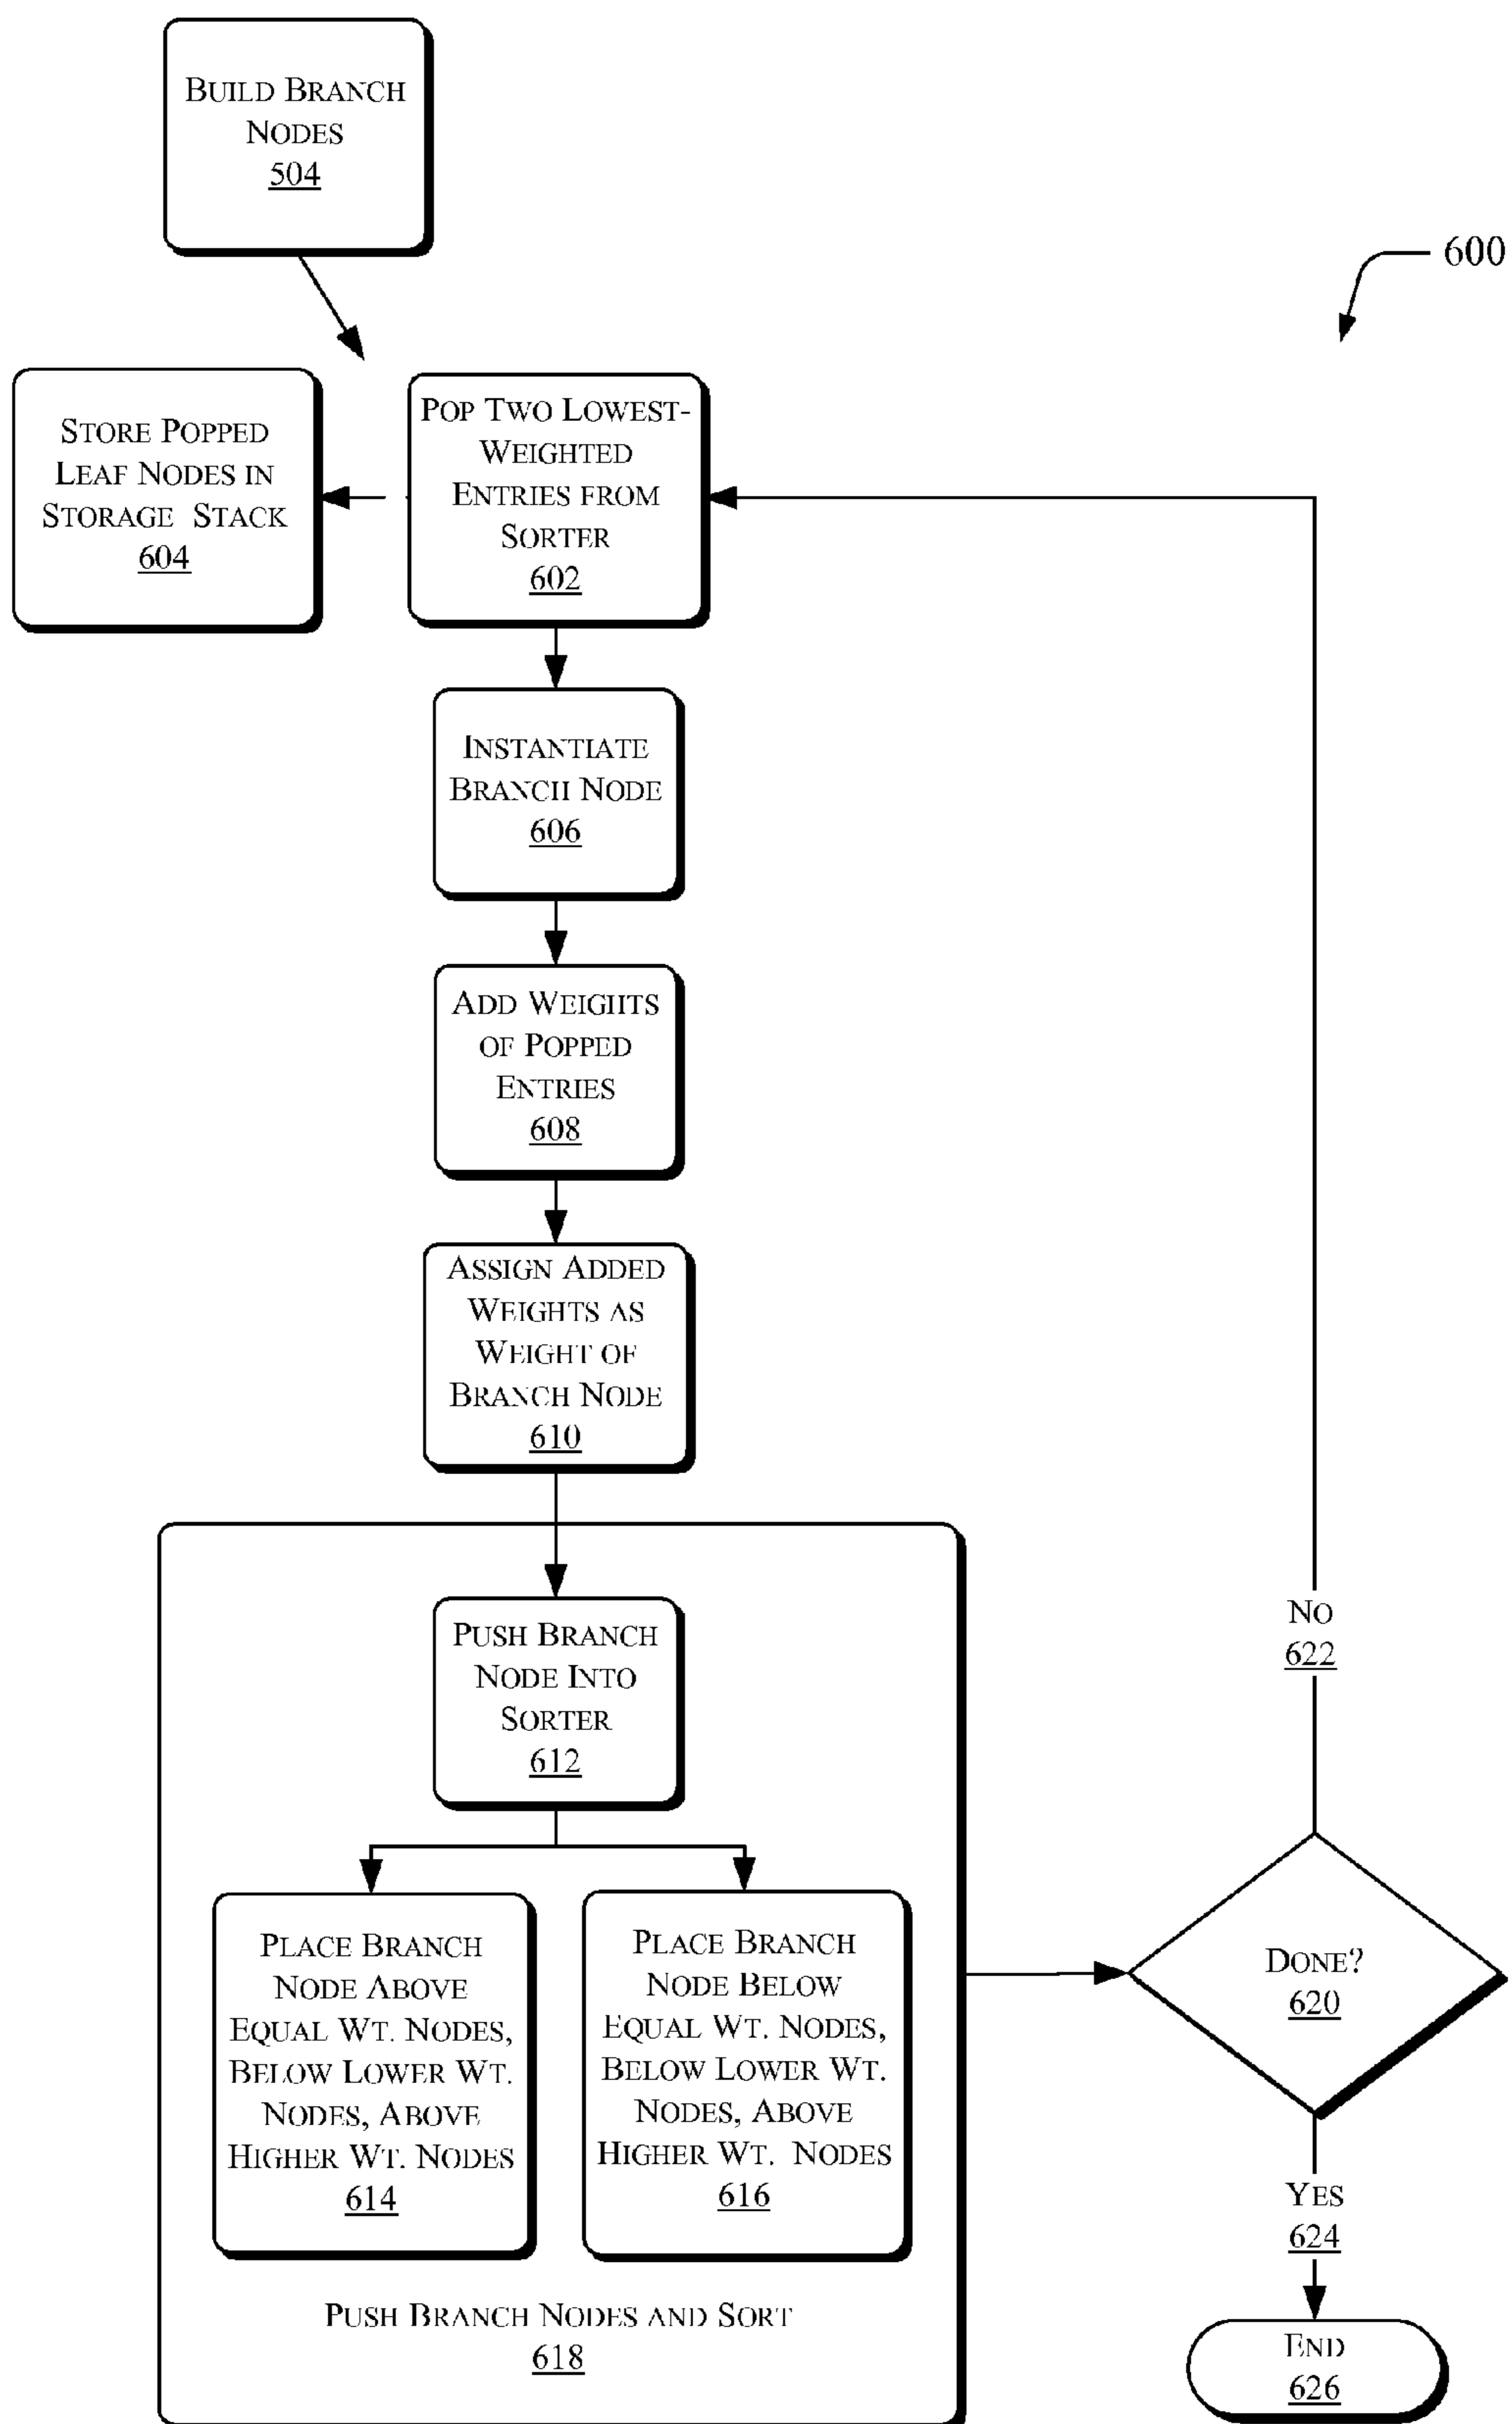 BUILD BRANCH
NODES
504
600
STORE POPPED
LEAF NODES IN
STORAGE STACK
604
POP TWO LOWEST-
WEIGHTED
ENTRIES FROM
SORTER
602
INSTANTIATE
BRANCH NODE
606
ADD WEIGHTS
OF POPPED
ENTRIES
608
ASSIGN ADDED
WEIGHTS AS
WEIGHT OF
BRANCH NODE
610
PUSH BRANCH
NODE INTO
SORTER
612
PLACE BRANCH
NODE ABOVE
EQUAL WT. NODES,
BELOW LOWER WT.
NODES, ABOVE
HIGHER WT. NODES
614
PLACE BRANCH
NODE BELOW
EQUAL WT. NODES,
BELOW LOWER WT.
NODES, ABOVE
HIGHER WT. NODES
616
PUSH BRANCH NODES AND SORT
618
NO
622
DONE?
620
YES
624
END
626